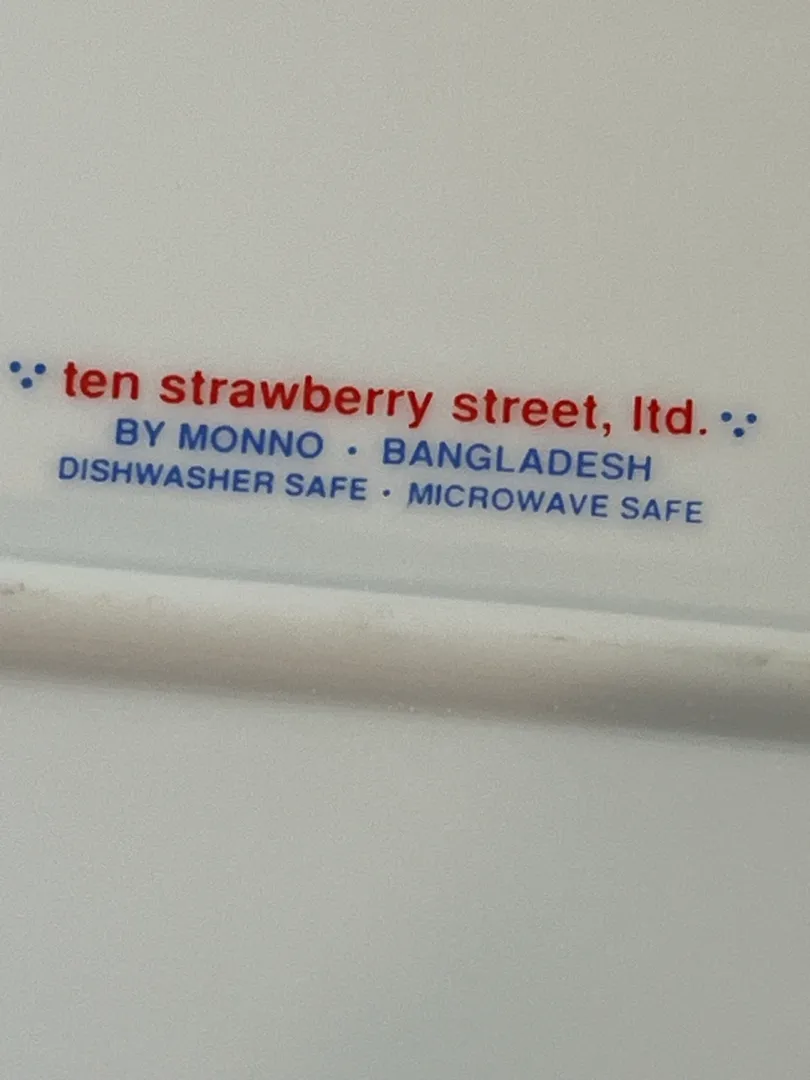 ten strawberry street, ltd.
BY MONNO · BANGLADESH
DISHWASHER SAFE · MICROWAVE SAFE